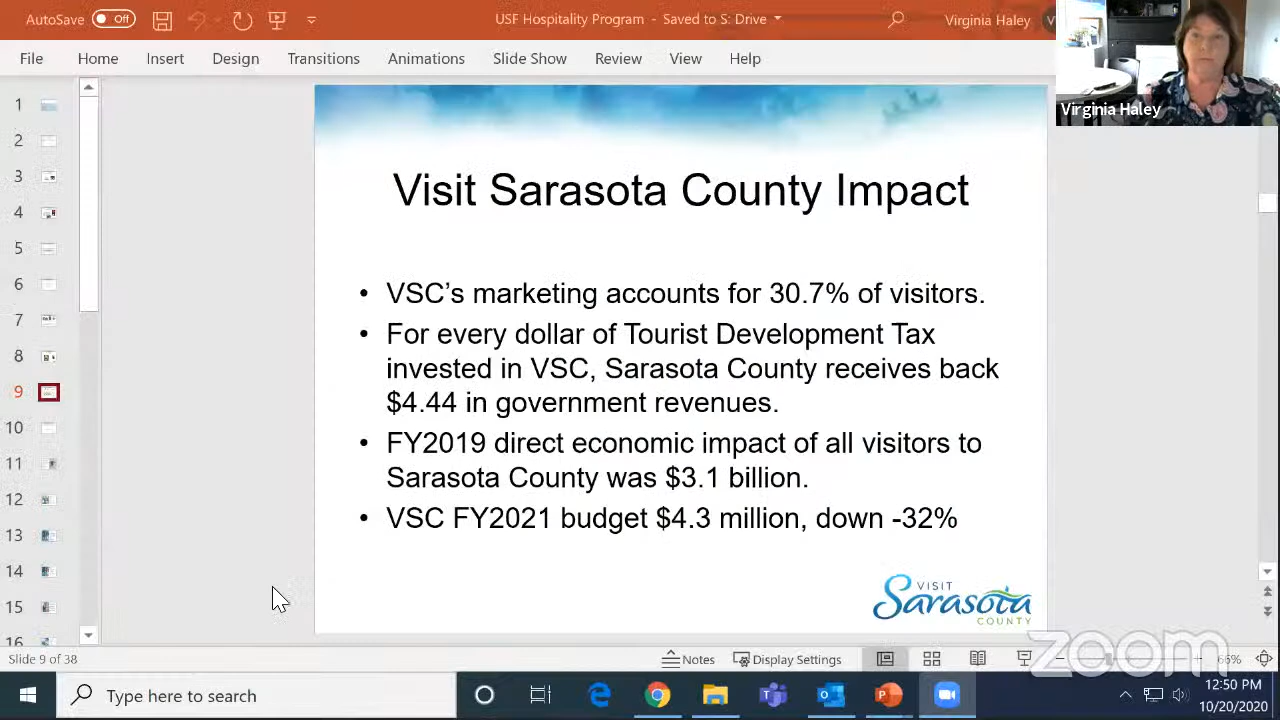 AutoSave Off
USF Hospitality Program - Saved to S: Drive
Virginia Haley
V
File Home Insert Design Transitions Animations Slide Show Review View Help
Virginia Haley
1
2
3
4
5
6
7
8
9
10
11
12
13
14
15
16
Visit Sarasota County Impact
• VSC’s marketing accounts for 30.7% of visitors.
• For every dollar of Tourist Development Tax
invested in VSC, Sarasota County receives back
$4.44 in government revenues.
• FY2019 direct economic impact of all visitors to
Sarasota County was $3.1 billion.
• VSC FY2021 budget $4.3 million, down -32%
VISIT
Sarasota
COUNTY
zoom
Slide 9 of 38
Notes
Display Settings
66%
Type here to search
12:50 PM
10/20/2020